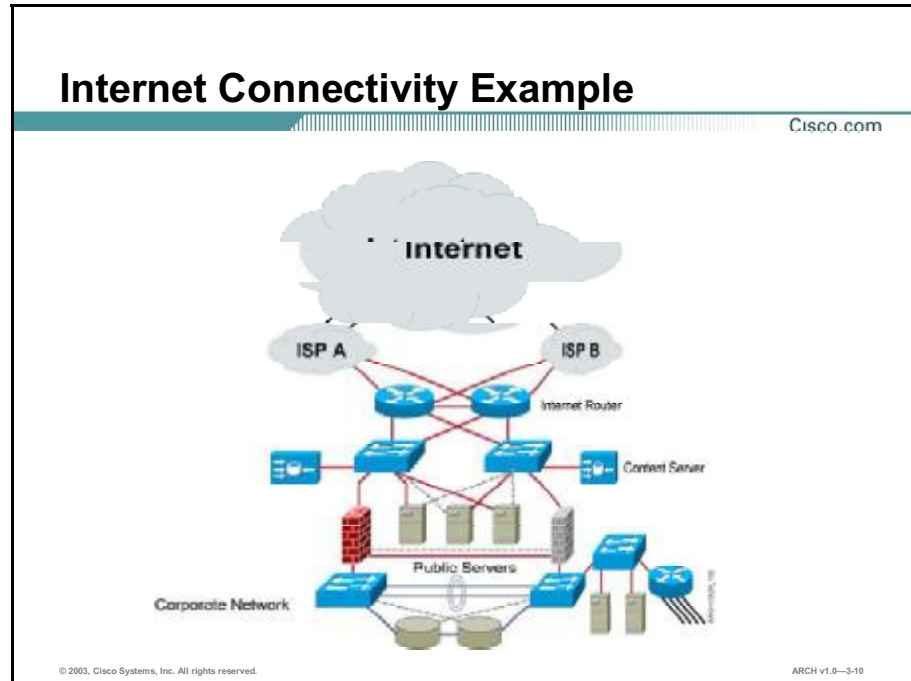 Internet Connectivity Example
Cisco.com
Internet
ISP A
ISP B
Internet Router
Content Server
Public Servers
Corporate Network
© 2003, Cisco Systems, Inc. All rights reserved.
ARCH v1.0—3-10